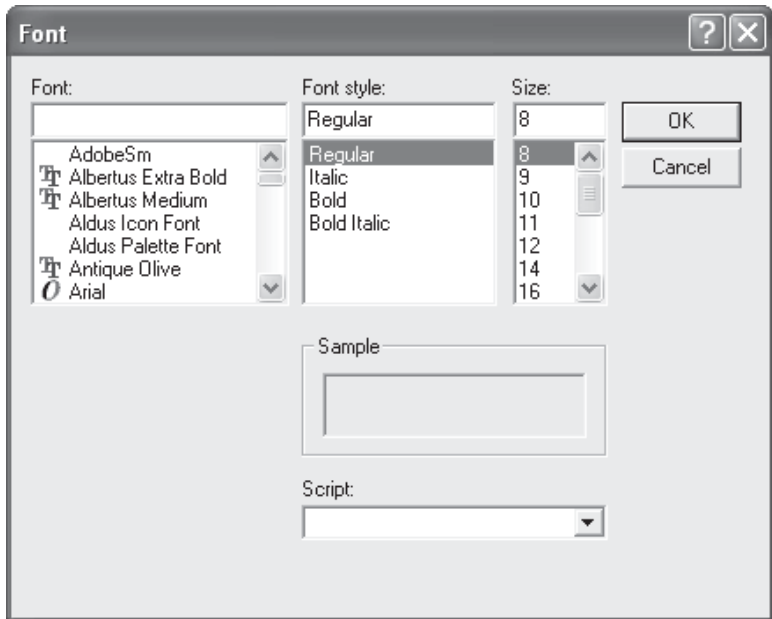 Font
Font:
AdobeSm
Albertus Extra Bold
Albertus Medium
Aldus Icon Font
Aldus Palette Font
Antique Olive
Arial
Font style:
Regular
Regular
Italic
Bold
Bold Italic
Size:
8
8
9
10
11
12
14
16
OK
Cancel
Sample
Script: